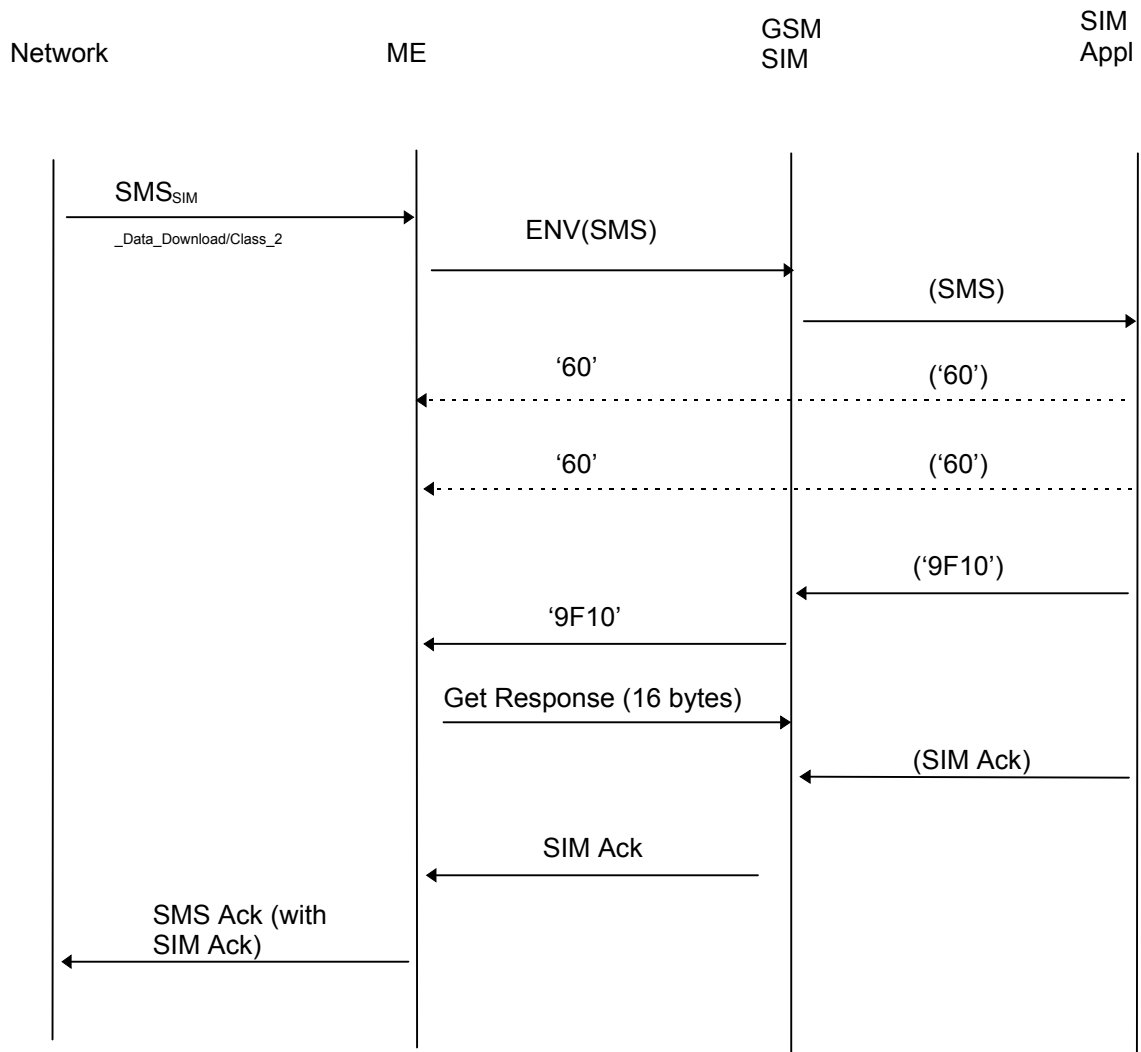 Network
ME
GSM
SIM
SIM
Appl
SMSSIM
_Data_Download/Class_2
ENV(SMS)
(SMS)
‘60’
(‘60’)
‘60’
(‘60’)
(‘9F10’)
‘9F10’
Get Response (16 bytes)
(SIM Ack)
SIM Ack
SMS Ack (with
SIM Ack)